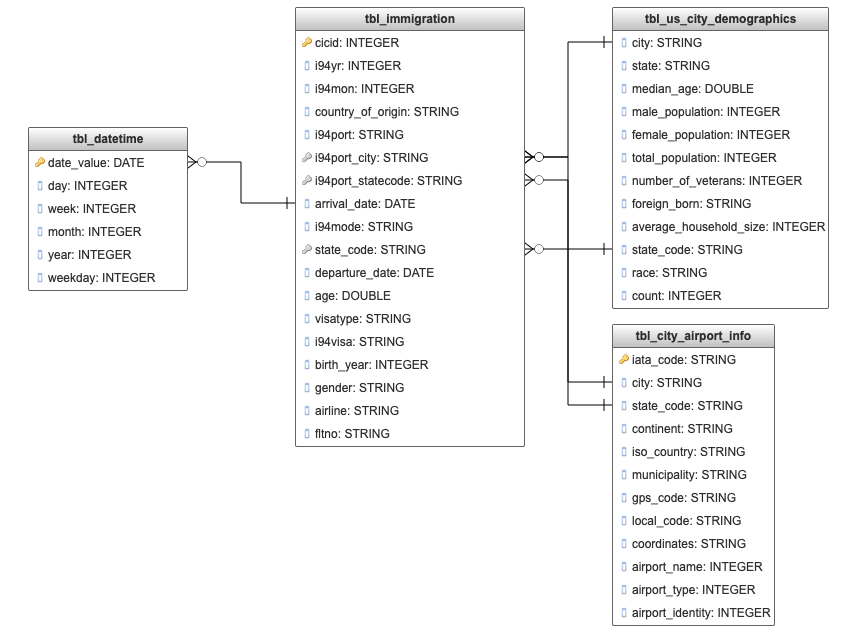 tbl_datetime
date_value: DATE
day: INTEGER
week: INTEGER
month: INTEGER
year: INTEGER
weekday: INTEGER
tbl_immigration
cicid: INTEGER
i94yr: INTEGER
i94mon: INTEGER
country_of_origin: STRING
i94port: STRING
i94port_city: STRING
i94port_statecode: STRING
arrival_date: DATE
i94mode: STRING
state_code: STRING
departure_date: DATE
age: DOUBLE
visatype: STRING
i94visa: STRING
birth_year: INTEGER
gender: STRING
airline: STRING
fltno: STRING
tbl_us_city_demographics
city: STRING
state: STRING
median_age: DOUBLE
male_population: INTEGER
female_population: INTEGER
total_population: INTEGER
number_of_veterans: INTEGER
foreign_born: STRING
average_household_size: INTEGER
state_code: STRING
race: STRING
count: INTEGER
tbl_city_airport_info
iata_code: STRING
city: STRING
state_code: STRING
continent: STRING
iso_country: STRING
municipality: STRING
gps_code: STRING
local_code: STRING
coordinates: STRING
airport_name: INTEGER
airport_type: INTEGER
airport_identity: INTEGER